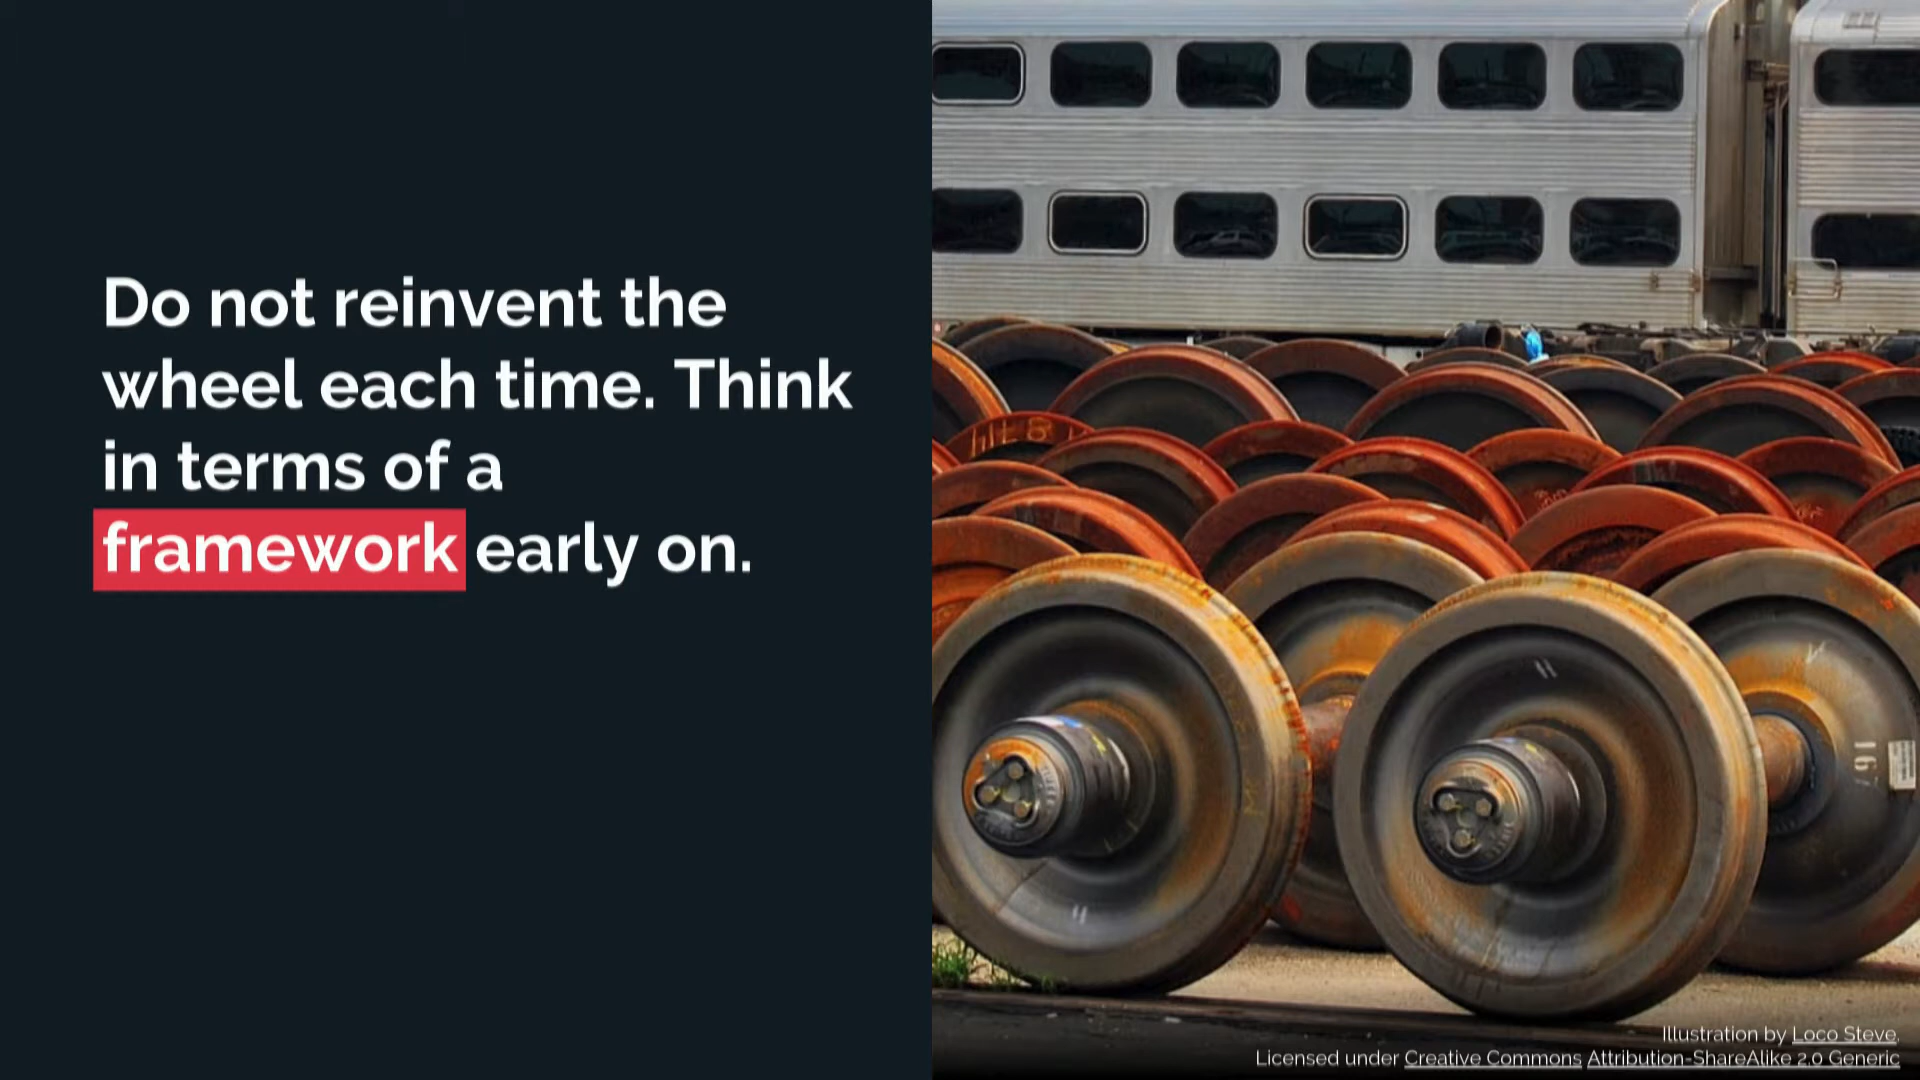 Do not reinvent the
wheel each time. Think
in terms of a
framework early on.
167
Illustration by Loco Steve.
Licensed under Creative Commons Attribution-ShareAlike 2.0 Generic